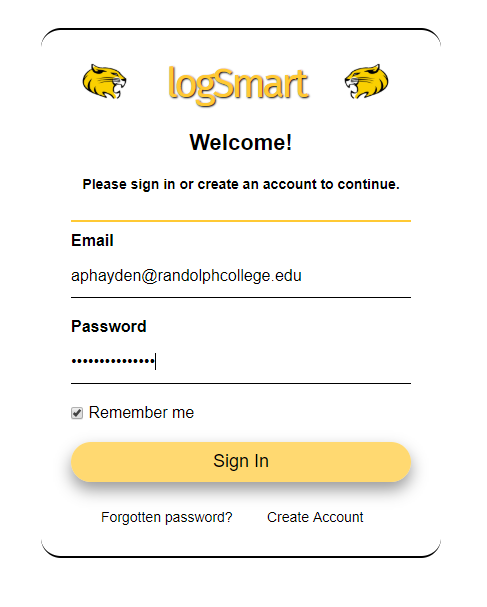 logSmart
Welcome!
Please sign in or create an account to continue.
Email
aphayden@randolphcollege.edu
Password
•••••••••••••••
Remember me
Sign In
Forgotten password? Create Account